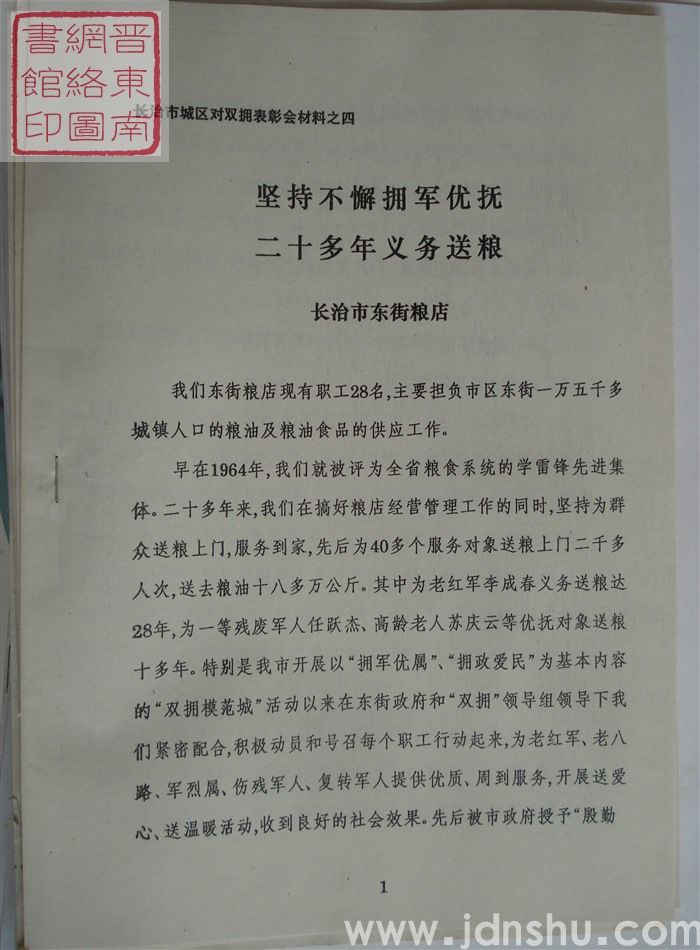 晋東南
網絡圖
書館印
长治市城区对双拥表彰会材料之四
坚持不懈拥军优抚
二十多年义务送粮
长治市东街粮店
我们东街粮店现有职工28名,主要担负市区东街一万五千多
城镇人口的粮油及粮油食品的供应工作。
早在1964年,我们就被评为全省粮食系统的学雷锋先进集
体。二十多年来,我们在搞好粮店经营管理工作的同时,坚持为群
众送粮上门,服务到家,先后为40多个服务对象送粮上门二千多
人次,送去粮油十八多万公斤。其中为老红军李成春义务送粮达
28年,为一等残废军人任跃杰、高龄老人苏庆云等优抚对象送粮
十多年。特别是我市开展以“拥军优属”、“拥政爱民”为基本内容
的“双拥模范城”活动以来在东街政府和“双拥”领导组领导下我
们紧密配合,积极动员和号召每个职工行动起来,为老红军、老八
路、军烈属、伤残军人、复转军人提供优质、周到服务,开展送爱
心、送温暖活动,收到良好的社会效果。先后被市政府授予“殷勤
1
www.jdnshu.com